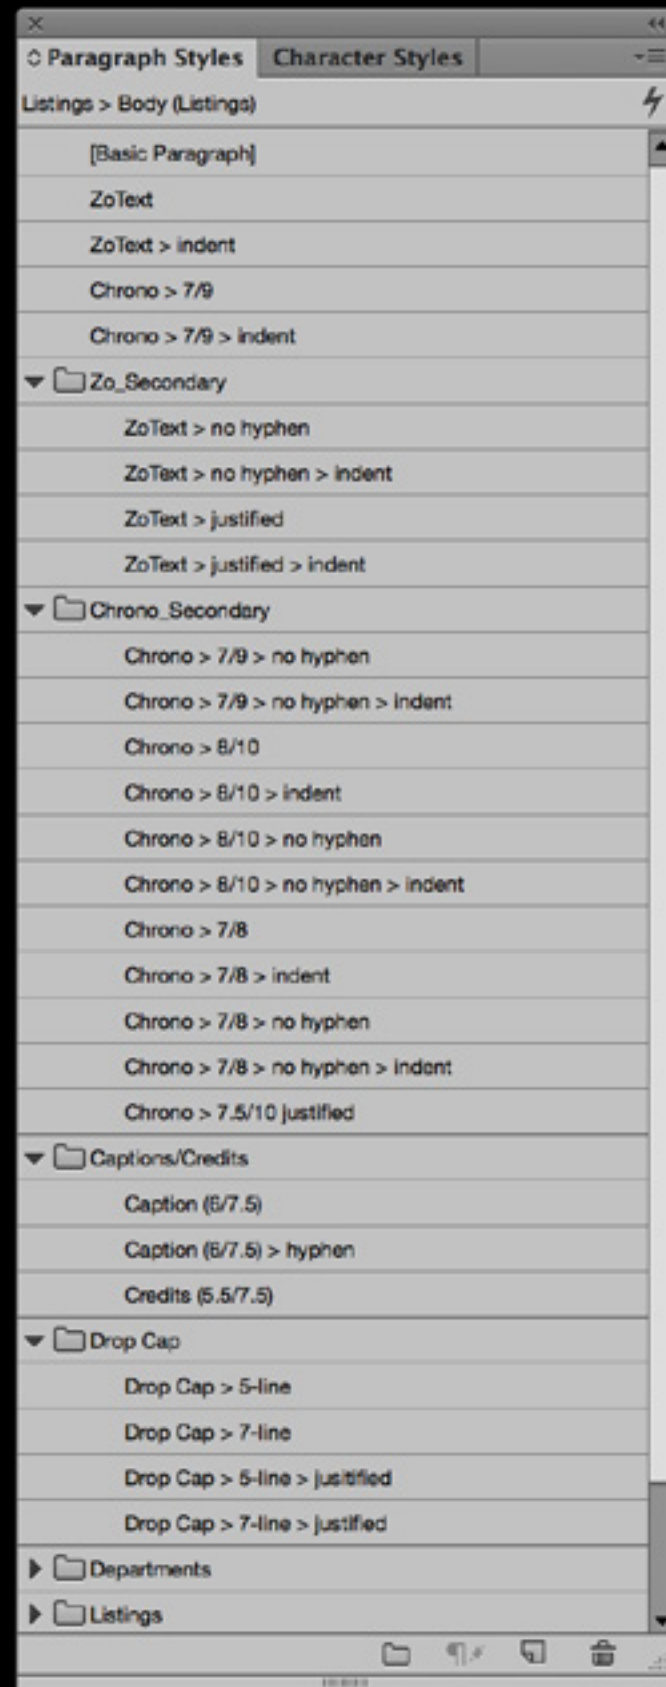 Paragraph Styles Character Styles
Listings > Body (Listings)
[Basic Paragraph]
ZoText
ZoText > indent
Chrono > 7/9
Chrono > 7/9 > indent
Zo_Secondary
ZoText > no hyphen
ZoText > no hyphen > indent
ZoText > justified
ZoText > justified > indent
Chrono_Secondary
Chrono > 7/9 > no hyphen
Chrono > 7/9 > no hyphen > indent
Chrono > 8/10
Chrono > 8/10 > indent
Chrono > 8/10 > no hyphen
Chrono > 8/10 > no hyphen > indent
Chrono > 7/8
Chrono > 7/8 > indent
Chrono > 7/8 > no hyphen
Chrono > 7/8 > no hyphen > indent
Chrono > 7.5/10 justified
Captions/Credits
Caption (6/7.5)
Caption (6/7.5) > hyphen
Credits (5.5/7.5)
Drop Cap
Drop Cap > 5-line
Drop Cap > 7-line
Drop Cap > 5-line > jusitified
Drop Cap > 7-line > justified
Departments
Listings